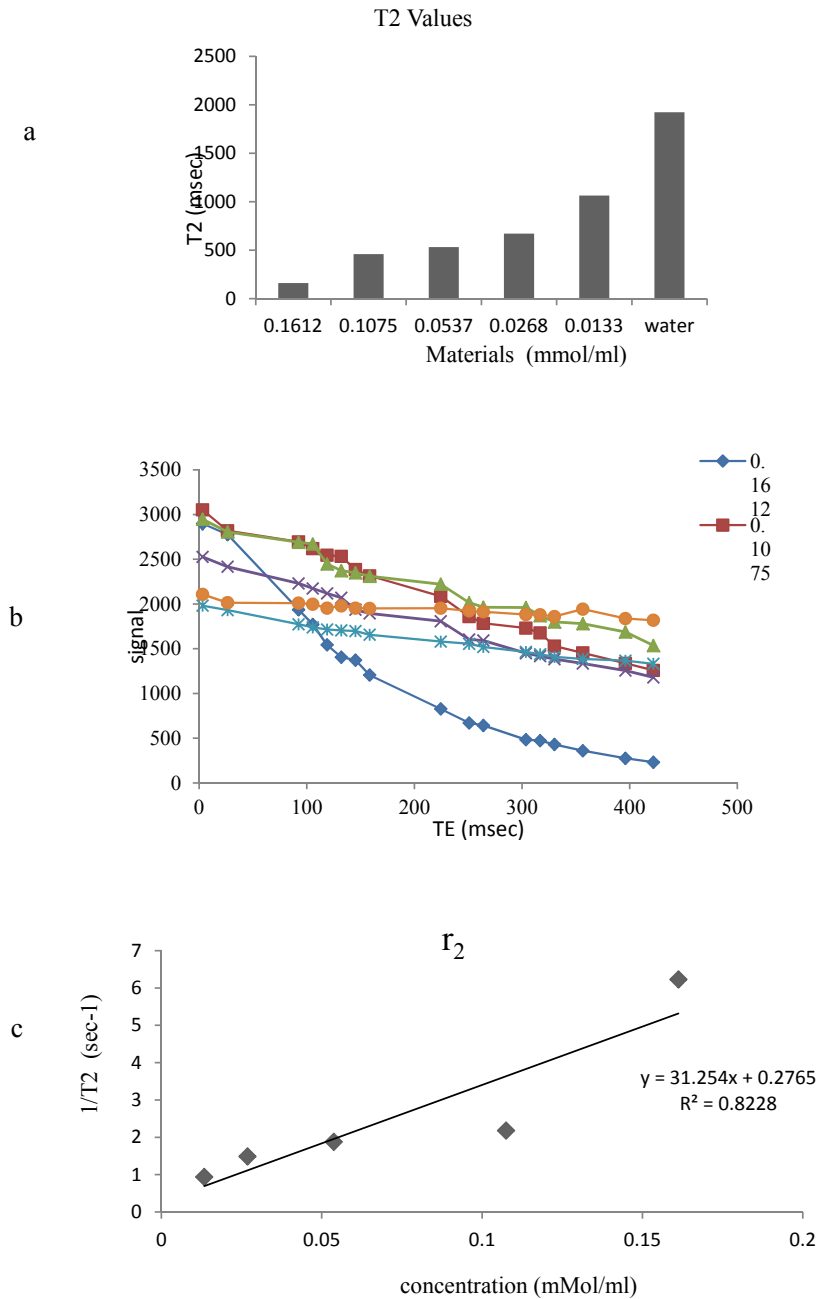 T2 Values
a
T2 (msec)
2500
2000
1500
1000
500
0
0.1612 0.1075 0.0537 0.0268 0.0133 water
Materials (mmol/ml)
b
signal
3500
3000
2500
2000
1500
1000
500
0
0 100 200 300 400 500
TE (msec)
0.
16
12
0.
10
75
c
r₂
1/T2 (sec-1)
7
6
5
4
3
2
1
0
y = 31.254x + 0.2765
R² = 0.8228
0 0.05 0.1 0.15 0.2
concentration (mMol/ml)